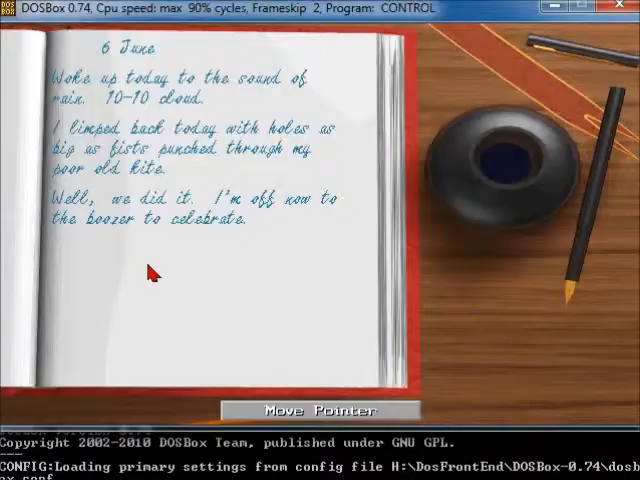 DOSBox 0.74, Cpu speed: max 90% cycles, Frameskip 2, Program: CONTROL
6 June
Woke up today to the sound of
rain. 10-10 cloud.
I limped back today with holes as
big as fists punched through my
poor old kite.
Well, we did it. I'm off now to
the boozer to celebrate.
Move Pointer
Copyright 2002-2010 DOSBox Team, published under GNU GPL.
---
CONFIG:Loading primary settings from config file H:\DosFrontEnd\DOSBox-0.74\dosb
ox.conf